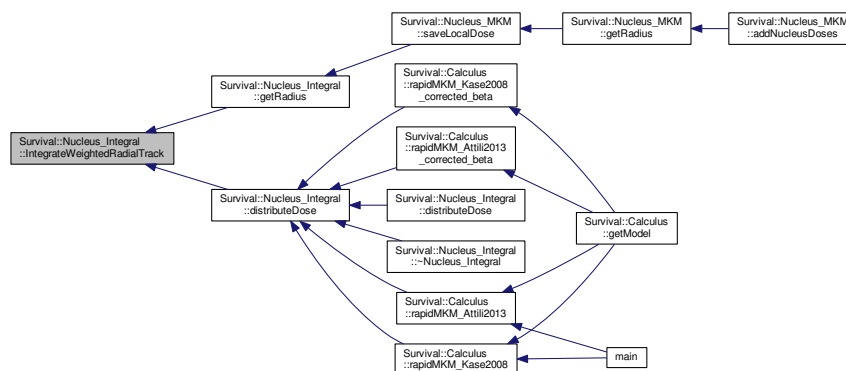 Survival::Nucleus_MKM
::saveLocalDose
Survival::Nucleus_MKM
::getRadius
Survival::Nucleus_MKM
::addNucleusDoses
Survival::Nucleus_Integral
::getRadius
Survival::Calculus
::rapidMKM_Kase2008
_corrected_beta
Survival::Nucleus_Integral
::IntegrateWeightedRadialTrack
Survival::Calculus
::rapidMKM_Attili2013
_corrected_beta
Survival::Nucleus_Integral
::distributeDose
Survival::Nucleus_Integral
::distributeDose
Survival::Calculus
::getModel
Survival::Nucleus_Integral
::~Nucleus_Integral
Survival::Calculus
::rapidMKM_Attili2013
Survival::Calculus
::rapidMKM_Kase2008
main